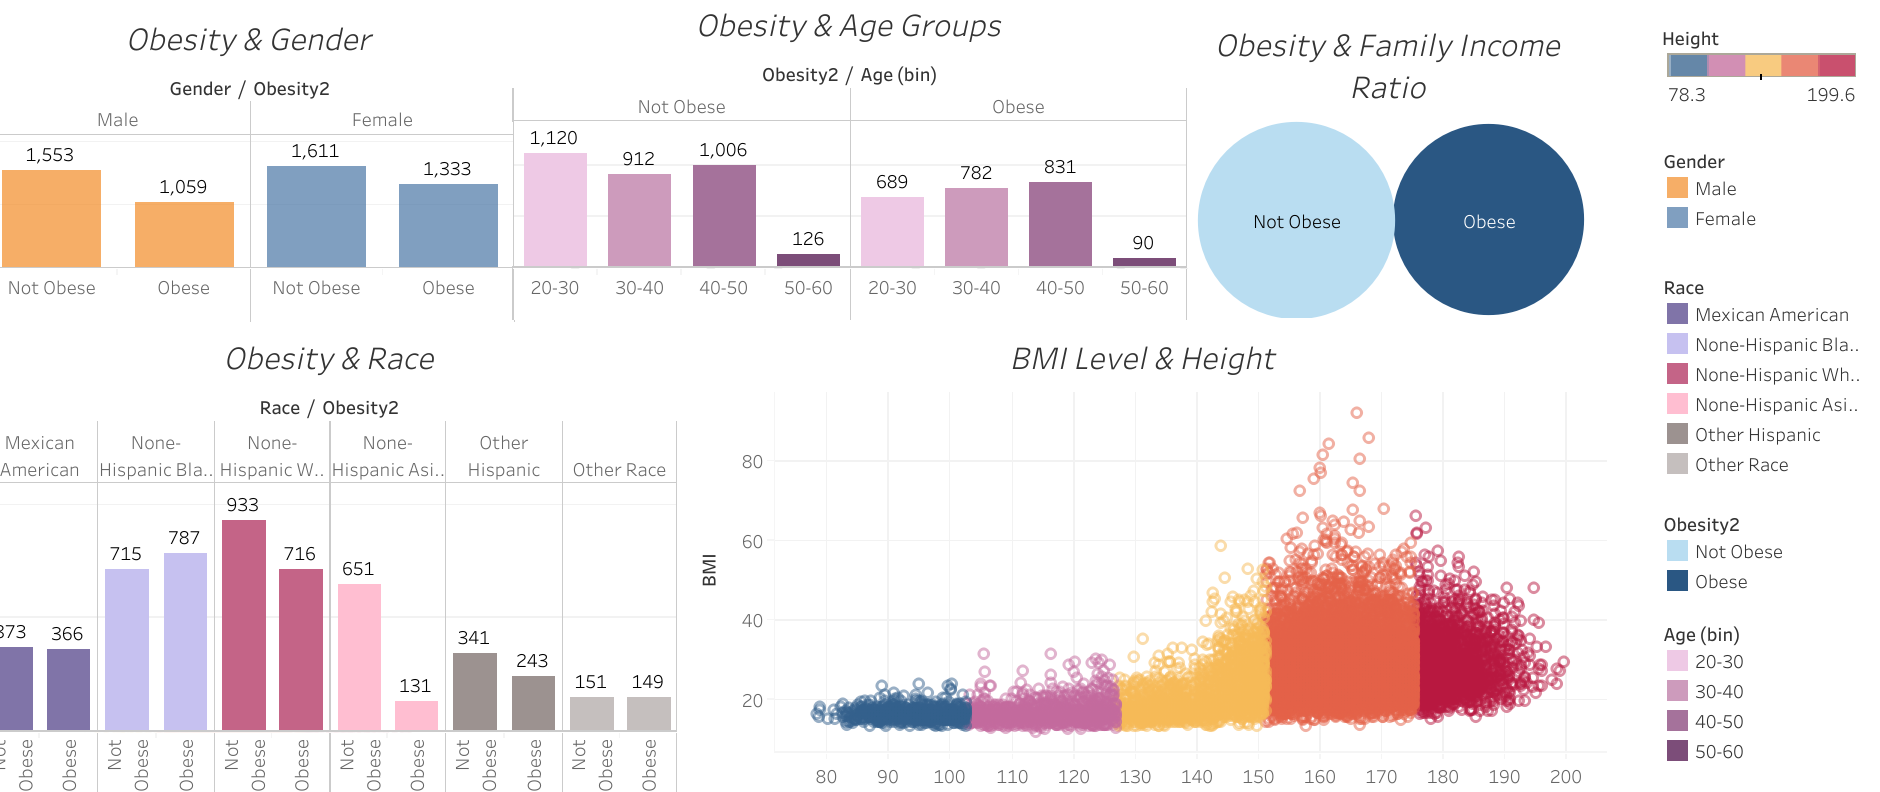 Obesity & Gender
Gender / Obesity2
Male Female
1,553 1,059 1,611 1,333
Not Obese Obese Not Obese Obese
Obesity & Age Groups
Obesity2 / Age (bin)
Not Obese Obese
1,120 912 1,006 126 689 782 831 90
20-30 30-40 40-50 50-60 20-30 30-40 40-50 50-60
Obesity & Family Income
Ratio
Not Obese Obese
Height
78.3 199.6
Gender
Male
Female
Race
Mexican American
None-Hispanic Bla..
None-Hispanic Wh..
None-Hispanic Asi..
Other Hispanic
Other Race
Obesity2
Not Obese
Obese
Age (bin)
20-30
30-40
40-50
50-60
Obesity & Race
Race / Obesity2
Mexican None- None- None- Other
American Hispanic Bla.. Hispanic W.. Hispanic Asi.. Hispanic Other Race
373 366 715 787 933 716 651 131 341 243 151 149
Not Obese Not Obese Not Obese Not Obese Not Obese Not Obese
Obese Obese Obese Obese Obese Obese
BMI Level & Height
BMI
80
60
40
20
80 90 100 110 120 130 140 150 160 170 180 190 200